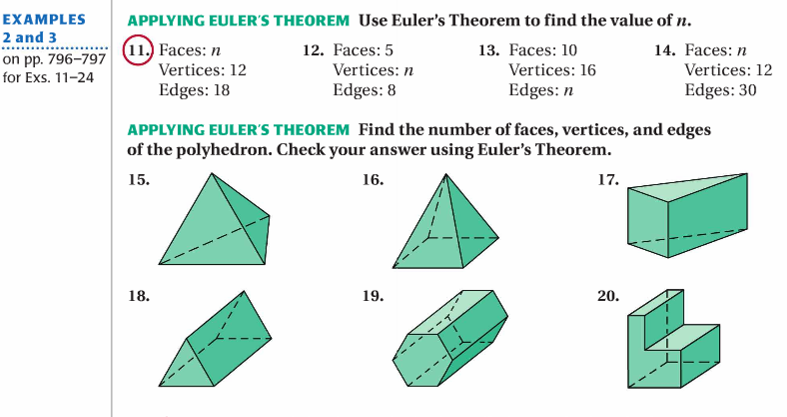 EXAMPLES
2 and 3
on pp. 796–797
for Exs. 11–24
APPLYING EULER'S THEOREM Use Euler's Theorem to find the value of n.
11. Faces: n
Vertices: 12
Edges: 18
12. Faces: 5
Vertices: n
Edges: 8
13. Faces: 10
Vertices: 16
Edges: n
14. Faces: n
Vertices: 12
Edges: 30
APPLYING EULER'S THEOREM Find the number of faces, vertices, and edges
of the polyhedron. Check your answer using Euler's Theorem.
15.
16.
17.
18.
19.
20.